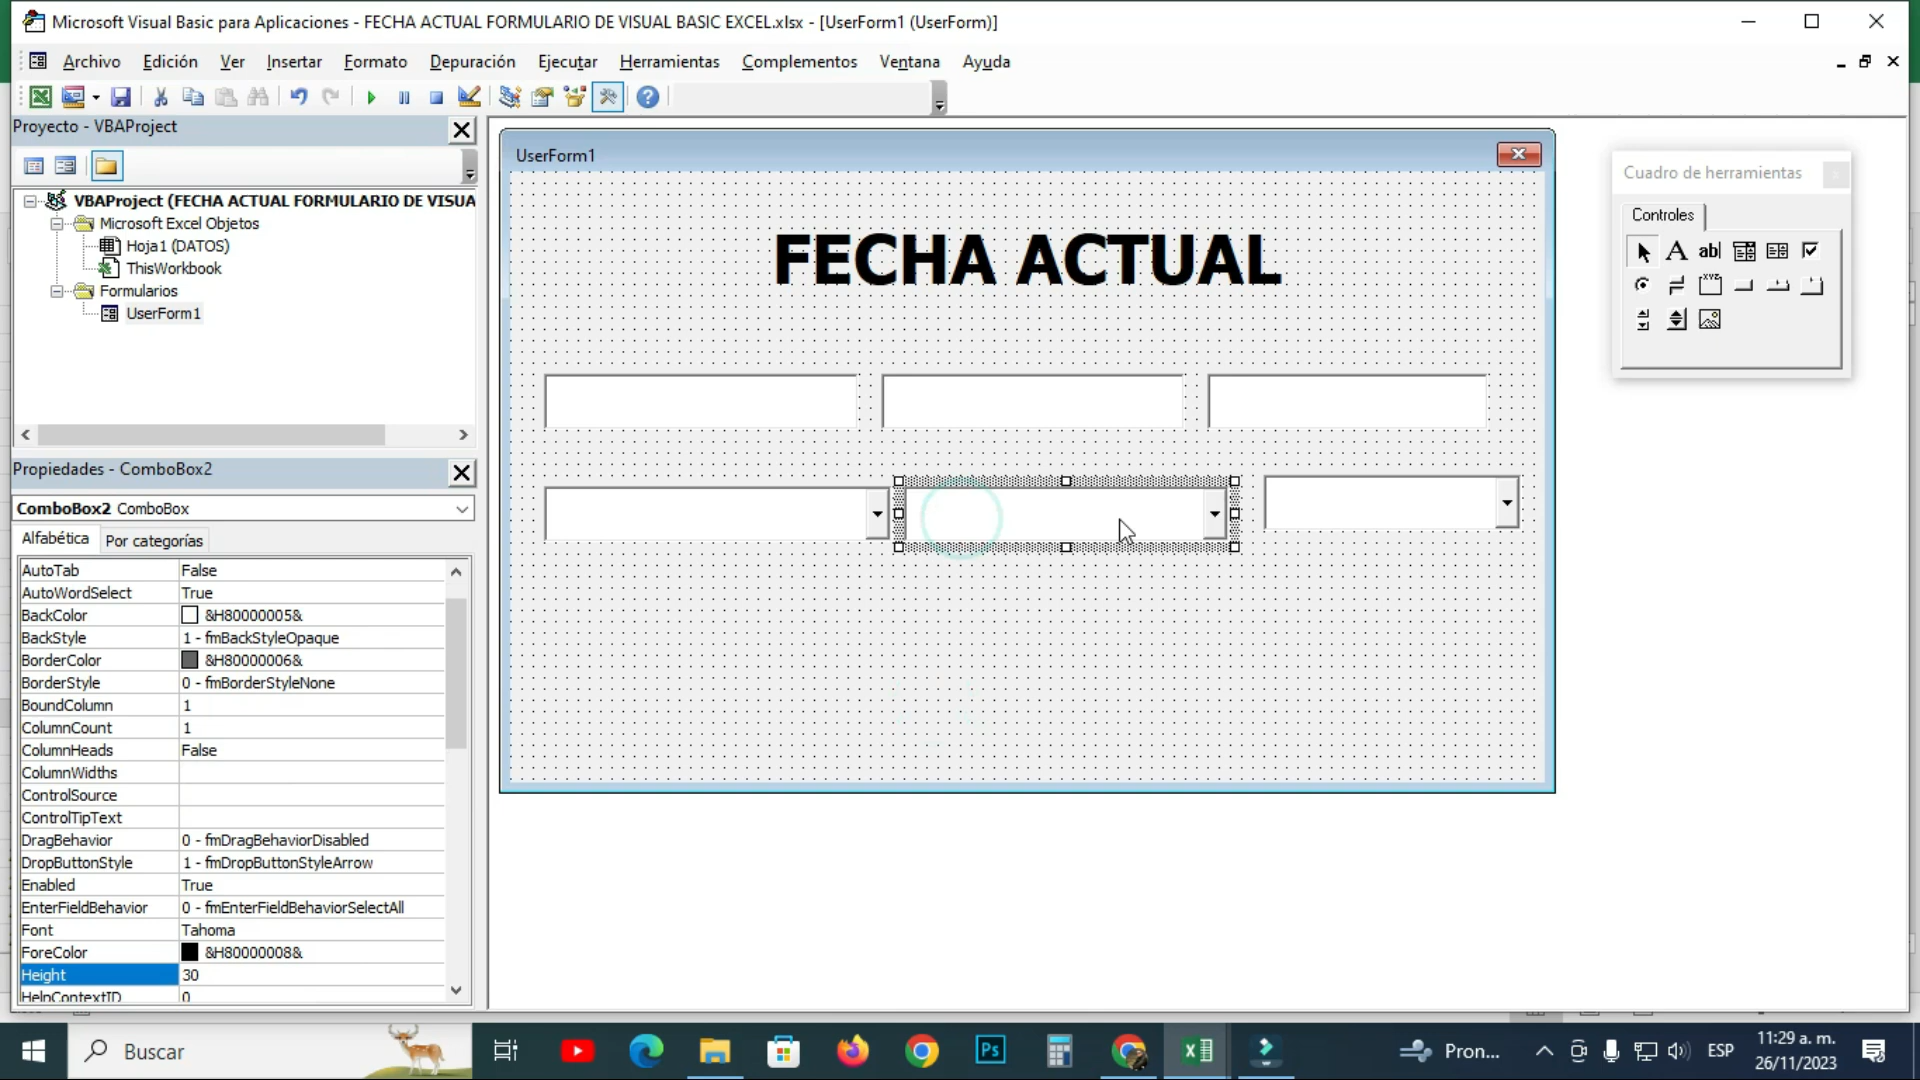 Microsoft Visual Basic para Aplicaciones - FECHA ACTUAL FORMULARIO DE VISUAL BASIC EXCEL.xlsx - [UserForm1 (UserForm)]
Archivo Edición Ver Insertar Formato Depuración Ejecutar Herramientas Complementos Ventana Ayuda
Proyecto - VBAProject
VBAProject (FECHA ACTUAL FORMULARIO DE VISUA
Microsoft Excel Objetos
Hoja1 (DATOS)
ThisWorkbook
Formularios
UserForm1
Propiedades - ComboBox2
ComboBox2 ComboBox
Alfabética Por categorías
AutoTab False
AutoWordSelect True
BackColor &H80000005&
BackStyle 1 - fmBackStyleOpaque
BorderColor &H80000006&
BorderStyle 0 - fmBorderStyleNone
BoundColumn 1
ColumnCount 1
ColumnHeads False
ColumnWidths
ControlSource
ControlTipText
DragBehavior 0 - fmDragBehaviorDisabled
DropButtonStyle 1 - fmDropButtonStyleArrow
Enabled True
EnterFieldBehavior 0 - fmEnterFieldBehaviorSelectAll
Font Tahoma
ForeColor &H80000008&
Height 30
HelpContextID 0
UserForm1
FECHA ACTUAL
Cuadro de herramientas
Controles
A ab|
XYZ
Buscar
Ps
Pron...
ESP
11:29 a. m.
26/11/2023